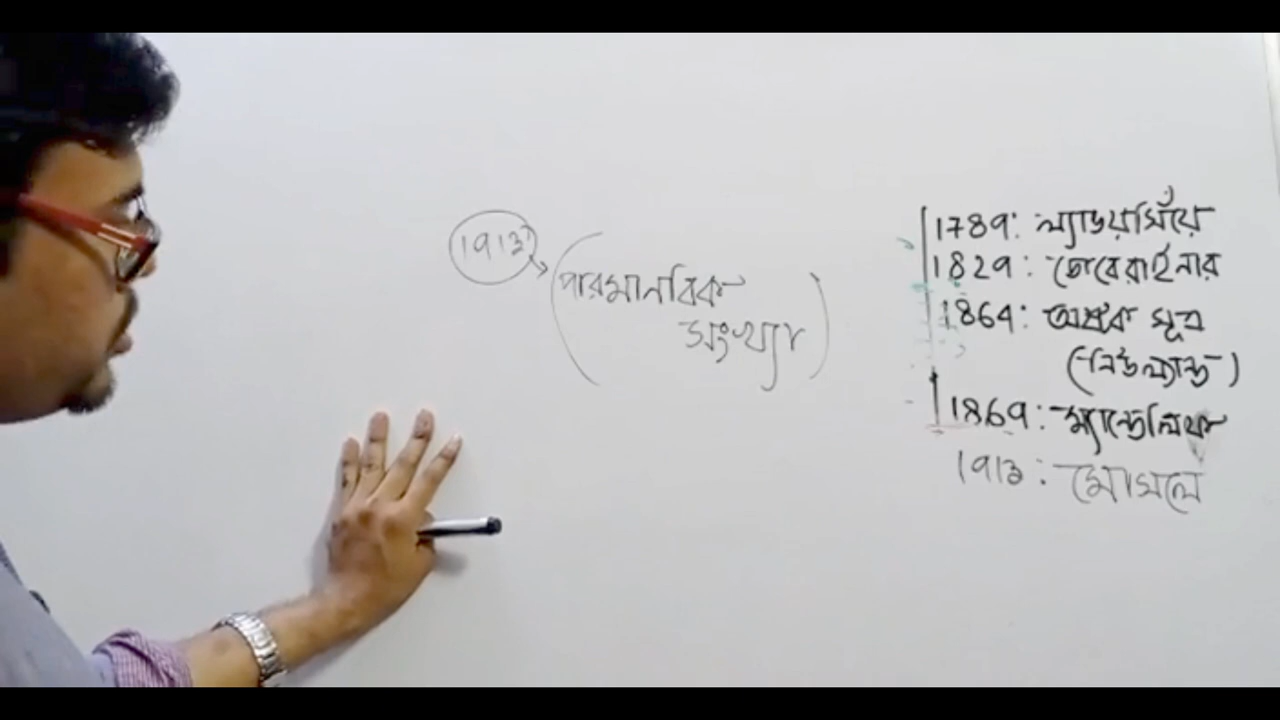 1913
পারমানবিক
সংখ্যা
1789: ল্যাভয়সিঁয়ে
1829: ডোবেরাইনার
1864: অষ্টক সূত্র
(নিউল্যান্ড)
1869: ম্যান্ডেলিফ
1913: মোসলে